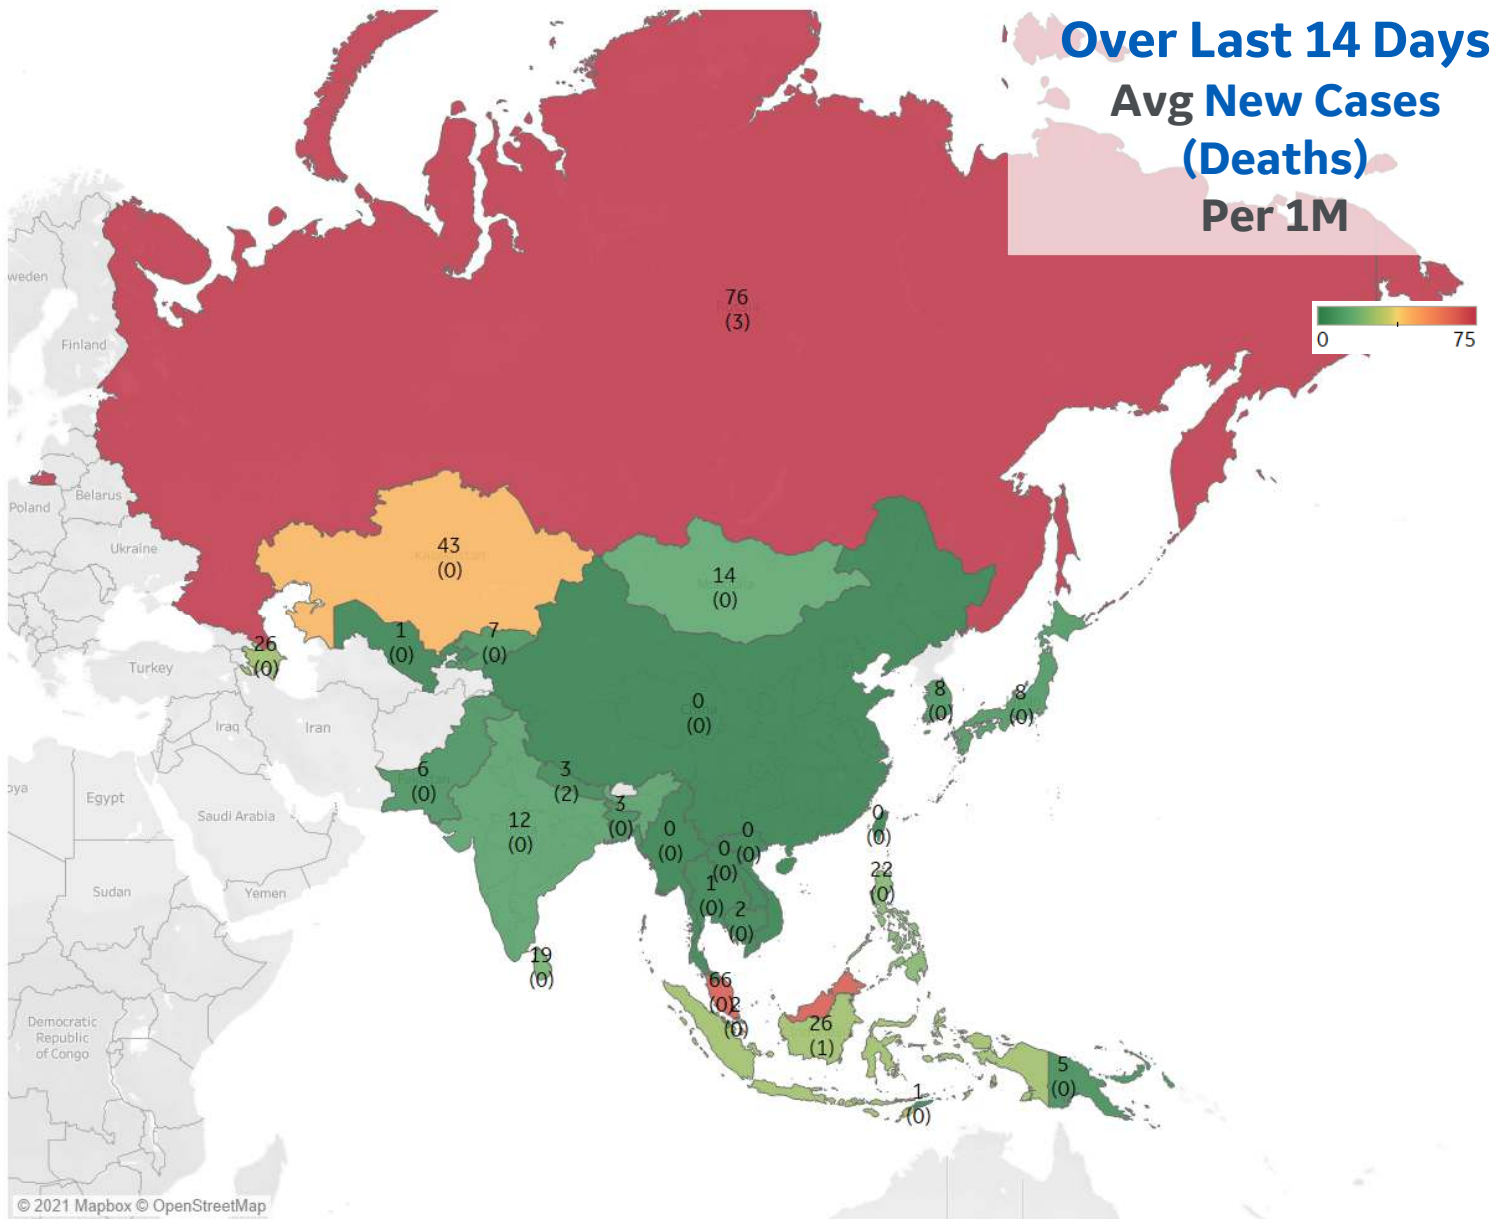 Over Last 14 Days
Avg New Cases
(Deaths)
Per 1M
0 75
weden
Finland
76
(3)
Poland
Belarus
Ukraine
43
(0)
14
(0)
26
(0)
1
(0)
7
(0)
Turkey
8
(0)
8
(0)
0
(0)
Iraq
Iran
6
(0)
3
(2)
3
(0)
oya
Egypt
Saudi Arabia
12
(0)
0
(0)
0
(0)
0
(0)
0
(0)
22
(0)
Sudan
Yemen
1
(0)
2
(0)
19
(0)
66
(0)
2
(0)
26
(1)
Democratic
Republic
of Congo
5
(0)
1
(0)
© 2021 Mapbox © OpenStreetMap